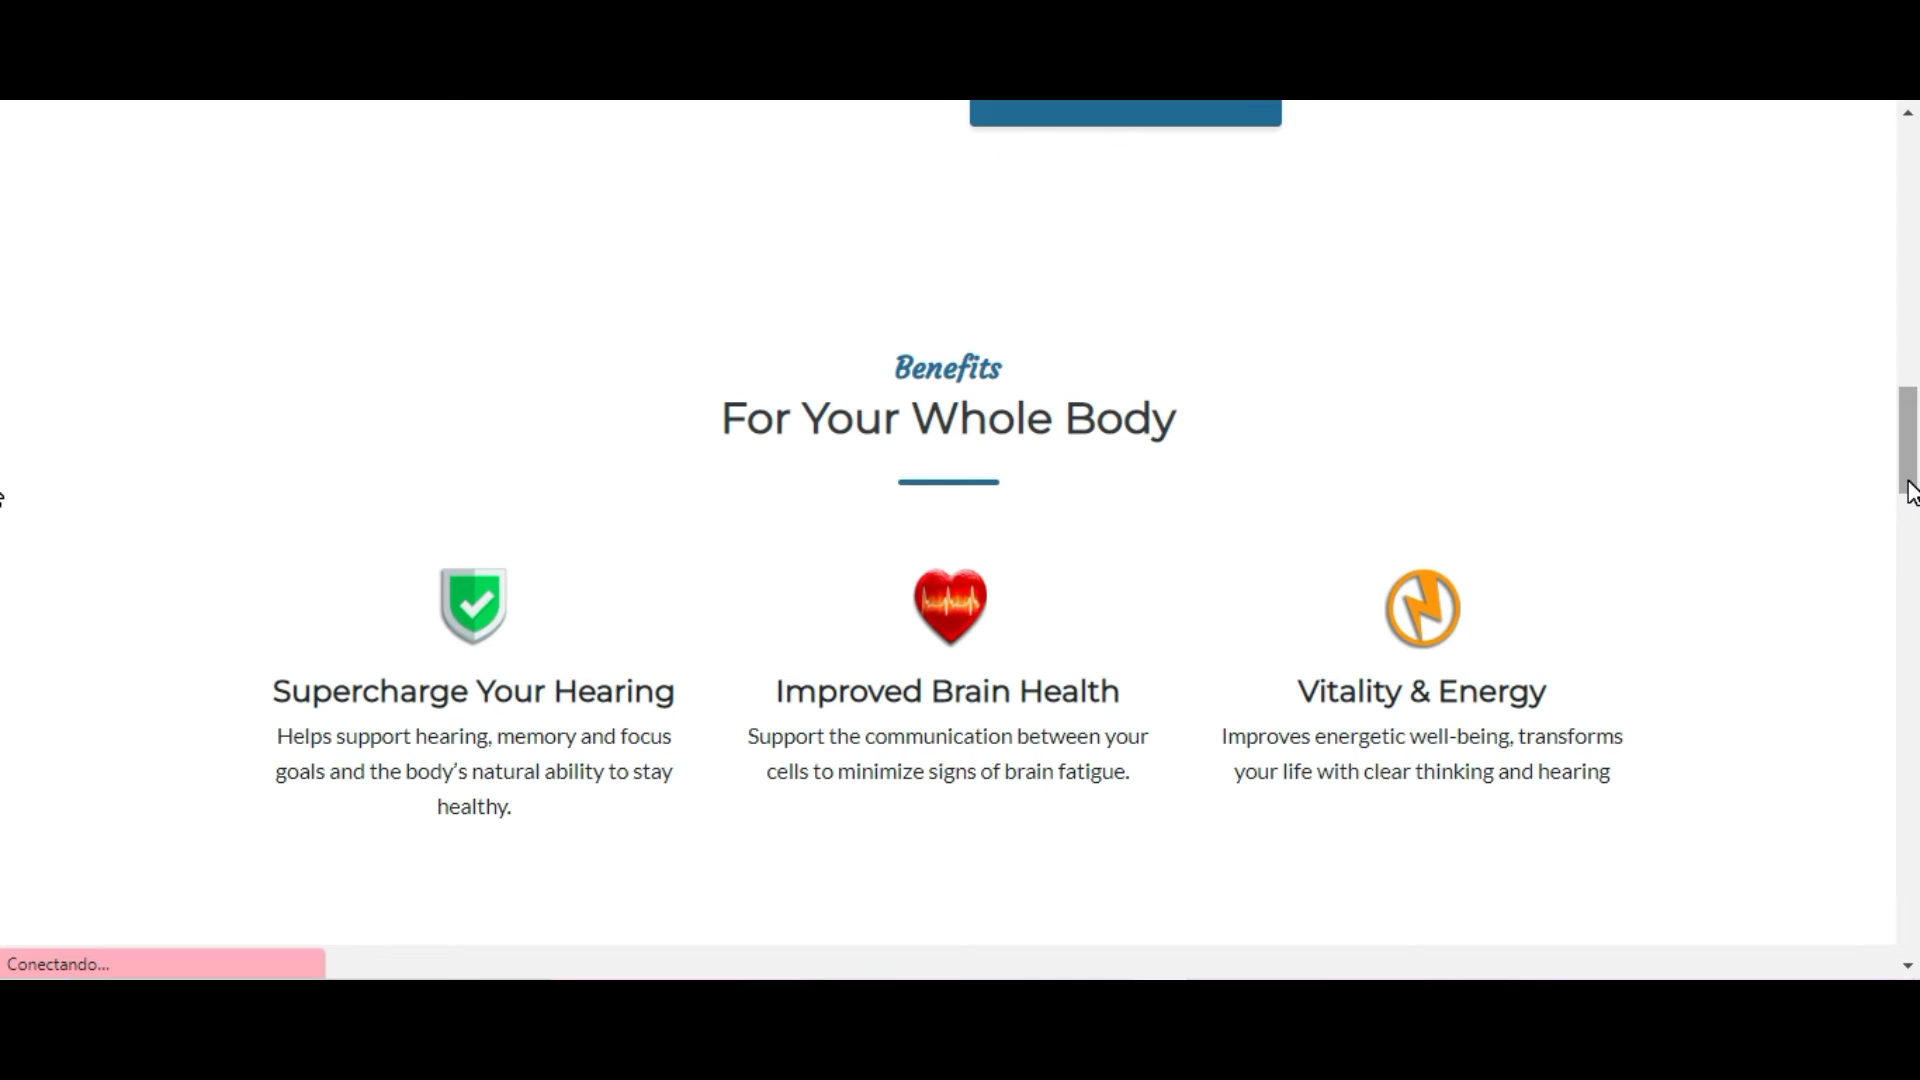 Benefits
For Your Whole Body
Supercharge Your Hearing
Helps support hearing, memory and focus
goals and the body’s natural ability to stay
healthy.
Improved Brain Health
Support the communication between your
cells to minimize signs of brain fatigue.
Vitality & Energy
Improves energetic well-being, transforms
your life with clear thinking and hearing
Conectando...